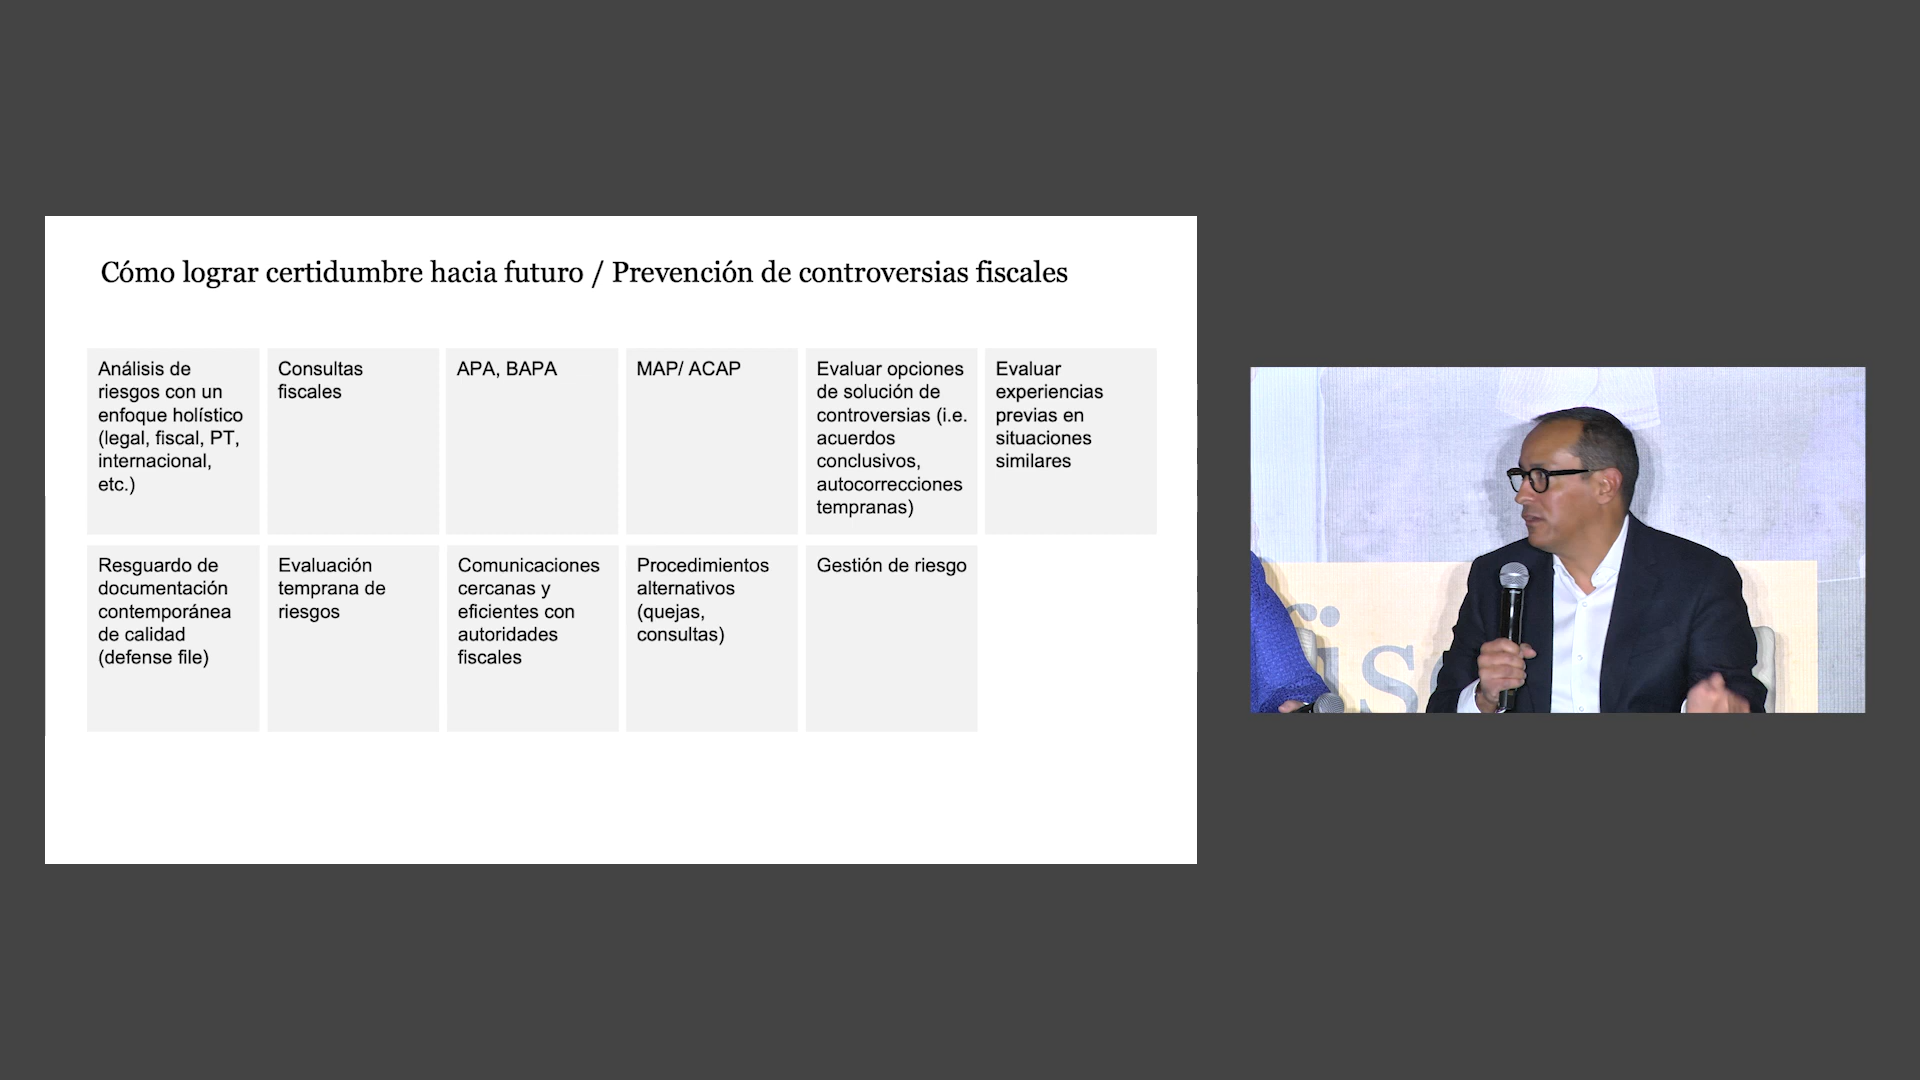 Cómo lograr certidumbre hacia futuro / Prevención de controversias fiscales
Análisis de
riesgos con un
enfoque holístico
(legal, fiscal, PT,
internacional,
etc.)
Consultas
fiscales
APA, BAPA
MAP/ ACAP
Evaluar opciones
de solución de
controversias (i.e.
acuerdos
conclusivos,
autocorrecciones
tempranas)
Evaluar
experiencias
previas en
situaciones
similares
Resguardo de
documentación
contemporánea
de calidad
(defense file)
Evaluación
temprana de
riesgos
Comunicaciones
cercanas y
eficientes con
autoridades
fiscales
Procedimientos
alternativos
(quejas,
consultas)
Gestión de riesgo